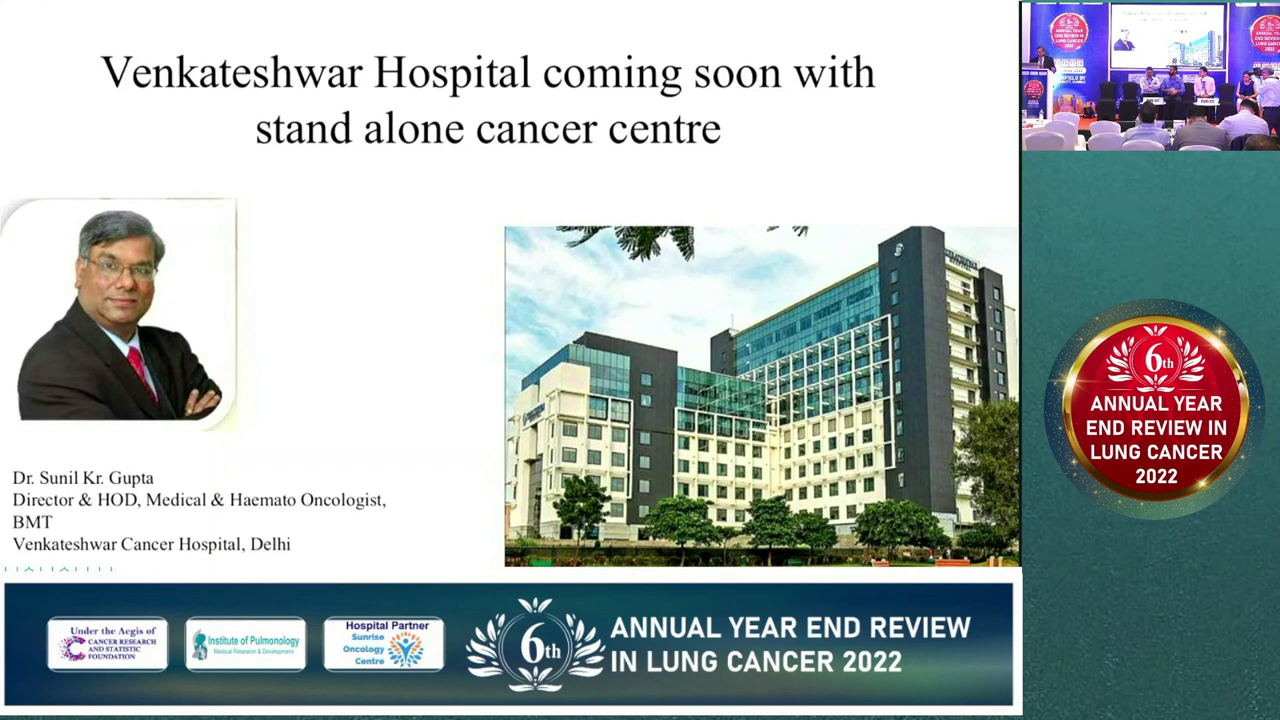 Venkateshwar Hospital coming soon with
stand alone cancer centre
Dr. Sunil Kr. Gupta
Director & HOD, Medical & Haemato Oncologist,
BMT
Venkateshwar Cancer Hospital, Delhi
Under the Aegis of
CANCER RESEARCH
AND STATISTIC
FOUNDATION
Institute of Pulmonology
Medical Research & Development
Hospital Partner
Sunrise
Oncology
Centre
6th
ANNUAL YEAR END REVIEW
IN LUNG CANCER 2022
6th
ANNUAL YEAR
END REVIEW IN
LUNG CANCER
2022